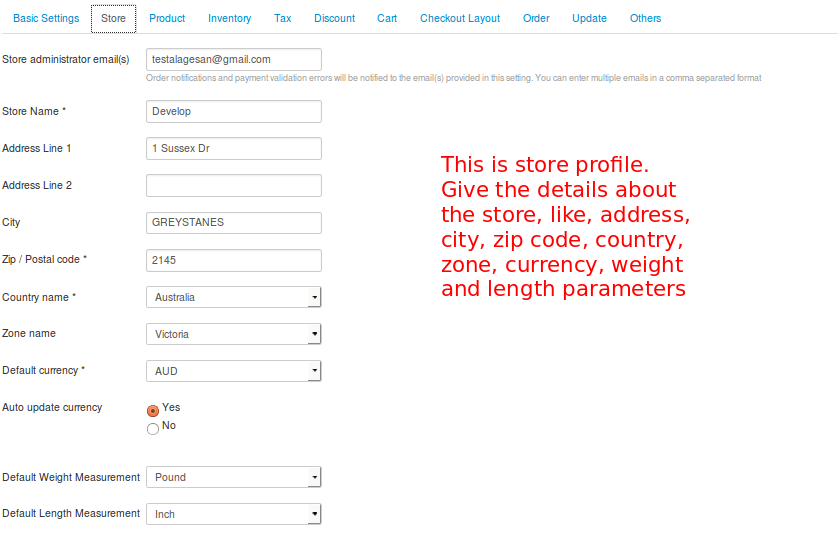 Basic Settings Store Product Inventory Tax Discount Cart Checkout Layout Order Update Others
Store administrator email(s) testalagesan@gmail.com
Order notifications and payment validation errors will be notified to the email(s) provided in this setting. You can enter multiple emails in a comma separated format
Store Name * Develop
Address Line 1 1 Sussex Dr
Address Line 2
City GREYSTANES
Zip / Postal code * 2145
Country name * Australia
Zone name Victoria
Default currency * AUD
Auto update currency Yes
No
Default Weight Measurement Pound
Default Length Measurement Inch
This is store profile.
Give the details about
the store, like, address,
city, zip code, country,
zone, currency, weight
and length parameters